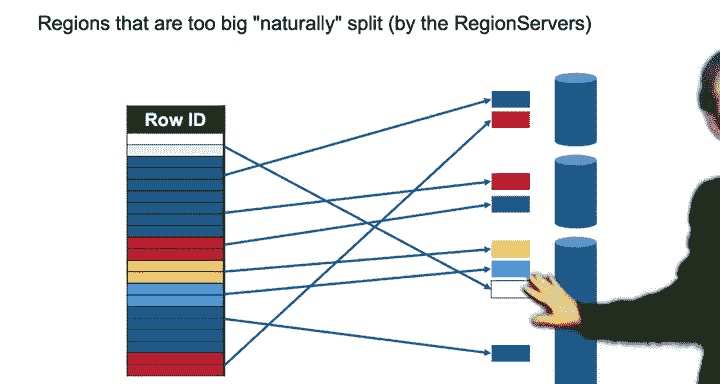 Regions that are too big "naturally" split (by the RegionServers)
Row ID